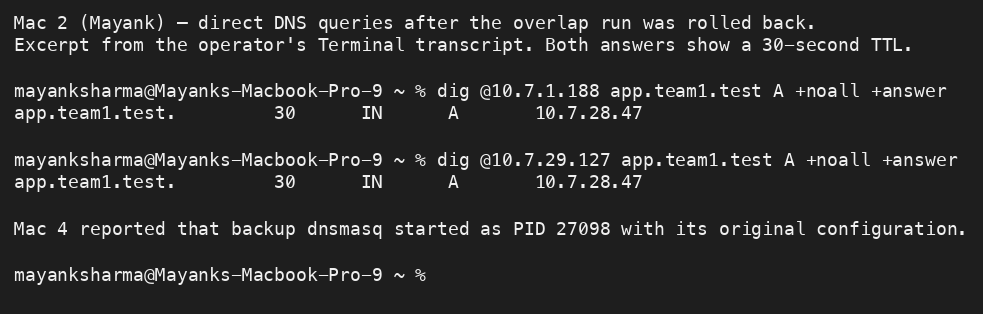 Mac 2 (Mayank) — direct DNS queries after the overlap run was rolled back.
Excerpt from the operator's Terminal transcript. Both answers show a 30-second TTL.
mayanksharma@Mayanks-Macbook-Pro-9 ~ % dig @10.7.1.188 app.team1.test A +noall +answer
app.team1.test.         30      IN      A       10.7.28.47
mayanksharma@Mayanks-Macbook-Pro-9 ~ % dig @10.7.29.127 app.team1.test A +noall +answer
app.team1.test.         30      IN      A       10.7.28.47
Mac 4 reported that backup dnsmasq started as PID 27098 with its original configuration.
mayanksharma@Mayanks-Macbook-Pro-9 ~ %